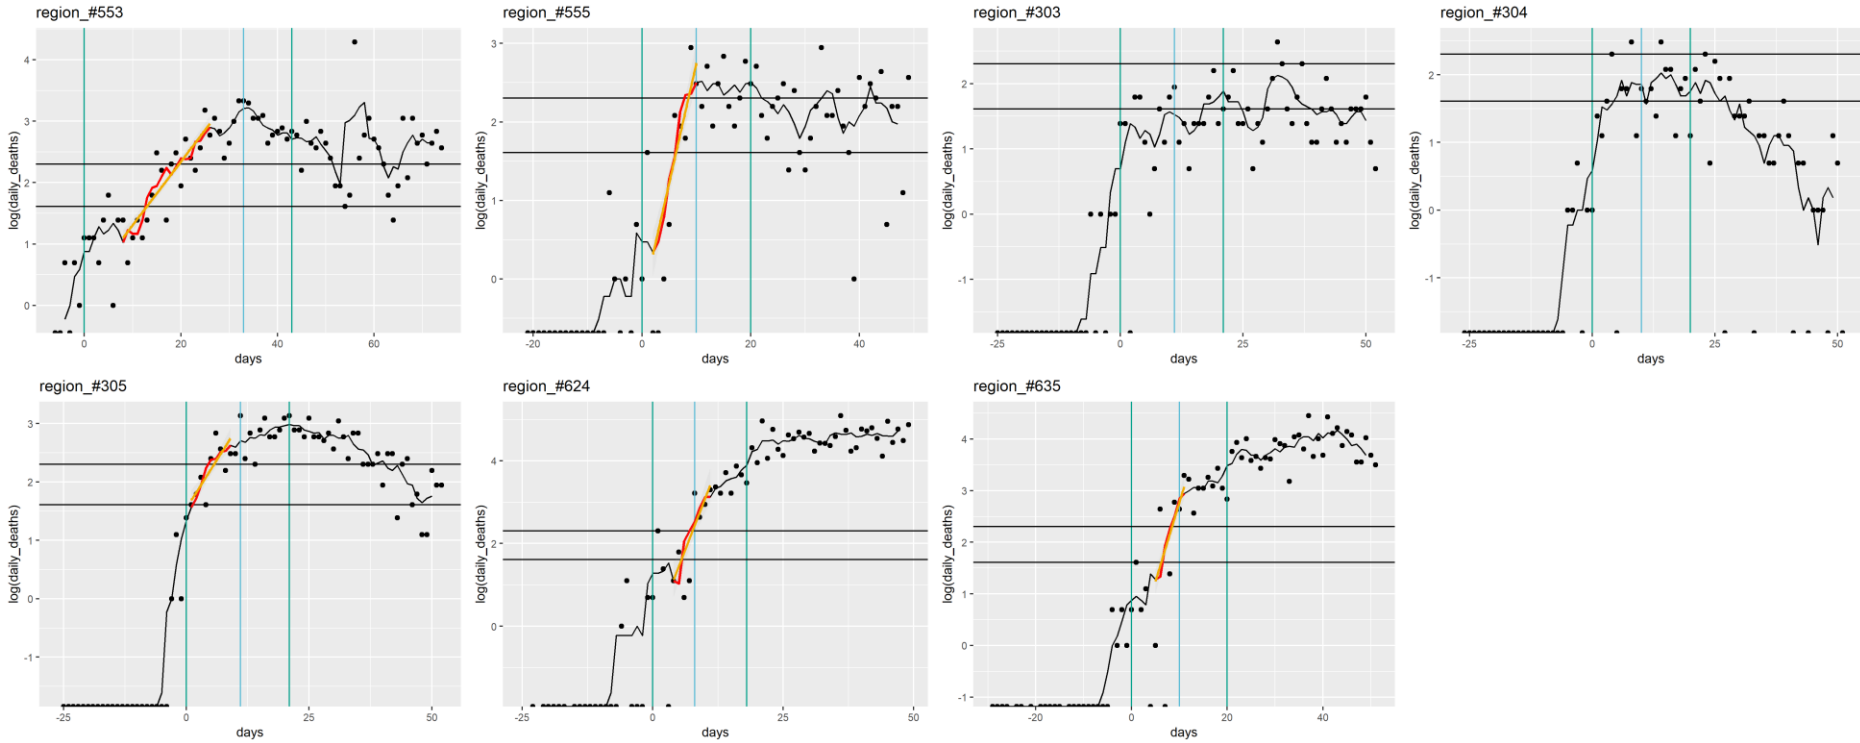 region_#553
log(daily_deaths)
4
3
2
1
0
0
20
40
60
days
region_#555
log(daily_deaths)
3
2
1
0
-20
0
20
40
days
region_#303
log(daily_deaths)
2
1
0
-1
-25
0
25
50
days
region_#304
log(daily_deaths)
2
1
0
-1
-25
0
25
50
days
region_#305
log(daily_deaths)
3
2
1
0
-1
-25
0
25
50
days
region_#624
log(daily_deaths)
4
2
0
-25
0
25
50
days
region_#635
log(daily_deaths)
4
3
2
1
0
-1
-20
0
20
40
days